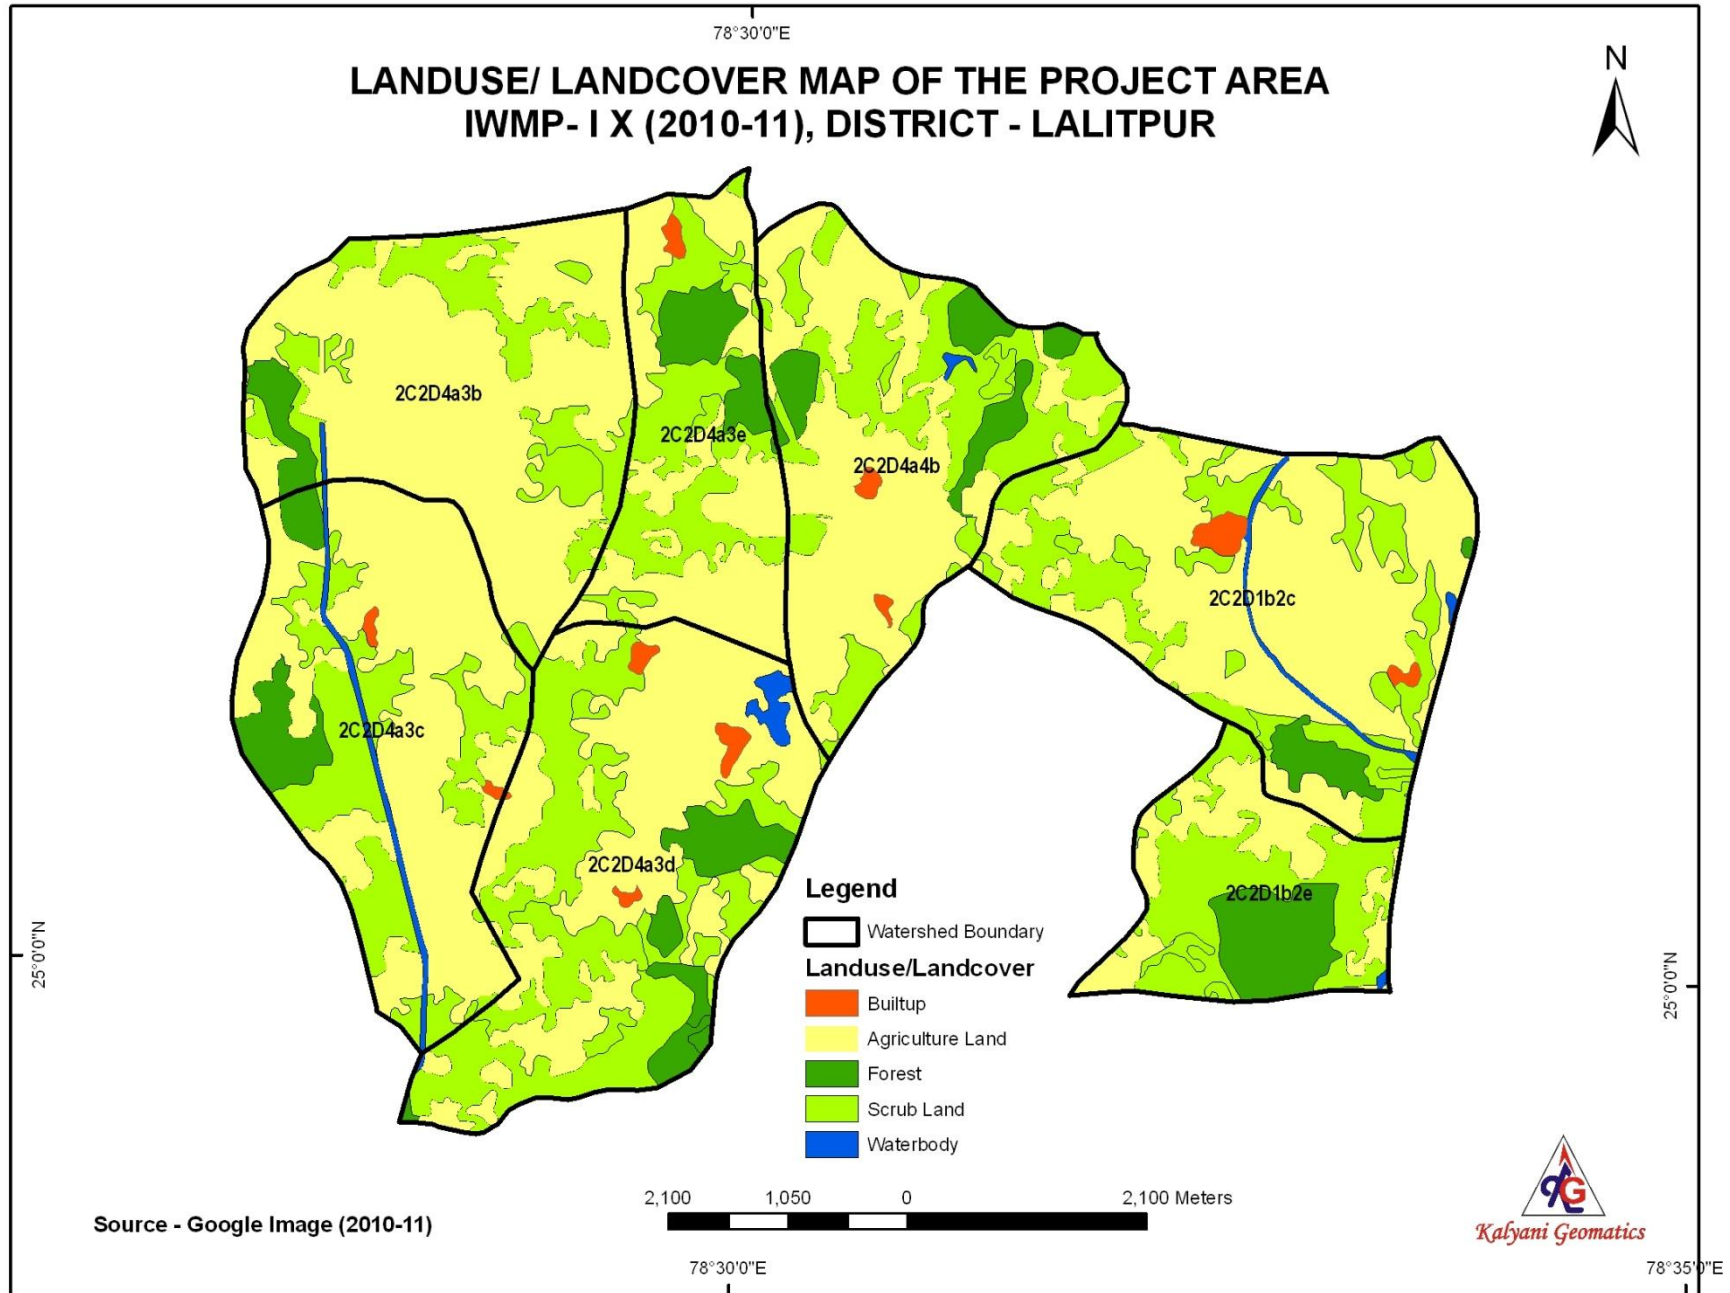 78°30'0"E
LANDUSE/ LANDCOVER MAP OF THE PROJECT AREA
IWMP- I X (2010-11), DISTRICT - LALITPUR
N
2C2D4a3b
2C2D4a3e
2C2D4a4b
2C2D1b2c
2C2D4a3c
2C2D4a3d
2C2D1b2e
Legend
Watershed Boundary
Landuse/Landcover
Builtup
Agriculture Land
Forest
Scrub Land
Waterbody
25°0'0"N
25°0'0"N
2,100 1,050 0 2,100 Meters
Source - Google Image (2010-11)
Kalyani Geomatics
78°30'0"E
78°35'0"E